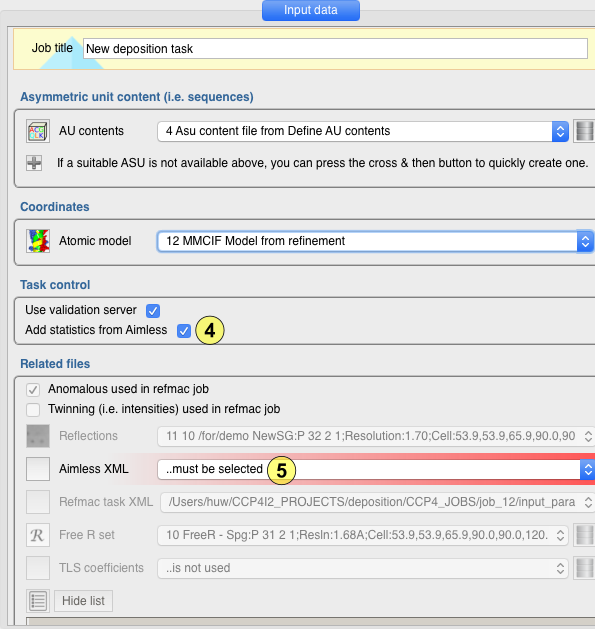 Input data
Job title New deposition task
Asymmetric unit content (i.e. sequences)
AU contents 4 Asu content file from Define AU contents
If a suitable ASU is not available above, you can press the cross & then button to quickly create one.
Coordinates
Atomic model 12 MMCIF Model from refinement
Task control
Use validation server
Add statistics from Aimless 4
Related files
Anomalous used in refmac job
Twinning (i.e. intensities) used in refmac job
Reflections 11 10 /for/demo NewSG:P 32 2 1;Resolution:1.70;Cell:53.9,53.9,65.9,90.0,90
Aimless XML ..must be selected 5
Refmac task XML /Users/huw/CCP4I2_PROJECTS/deposition/CCP4_JOBS/job_12/input_para
R Free R set 10 FreeR - Spg:P 31 2 1;Resln:1.68A;Cell:53.9,53.9,65.9,90.0,90.0,120.
TLS coefficients ..is not used
Hide list